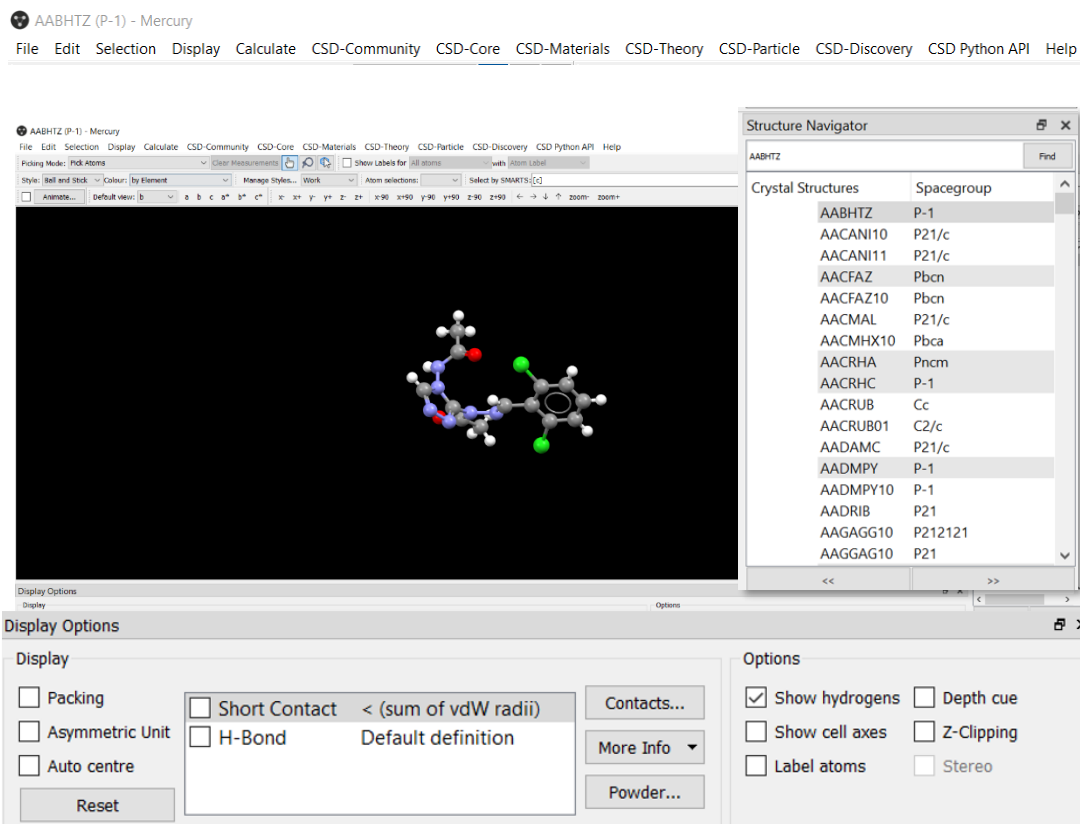 AABHTZ (P-1) - Mercury
File Edit Selection Display Calculate CSD-Community CSD-Core CSD-Materials CSD-Theory CSD-Particle CSD-Discovery CSD Python API Help
AABHTZ (P-1) - Mercury
File Edit Selection Display Calculate CSD-Community CSD-Core CSD-Materials CSD-Theory CSD-Particle CSD-Discovery CSD Python API Help
Picking Mode: Pick Atoms Clear Measurements Show Labels for All atoms with Atom Label
Style: Ball and Stick Colour: by Element Manage Styles... Work Atom selections: Select by SMARTS: [c]
Animate... Default view: b a b c a* b* c* x- x+ y- y+ z- z+ x-90 x+90 y-90 y+90 z-90 z+90 ← → ↓ ↑ zoom- zoom+
Structure Navigator
AABHTZ Find
Crystal Structures Spacegroup
AABHTZ P-1
AACANI10 P21/c
AACANI11 P21/c
AACFAZ Pbcn
AACFAZ10 Pbcn
AACMAL P21/c
AACMHX10 Pbca
AACRHA Pncm
AACRHC P-1
AACRUB Cc
AACRUB01 C2/c
AADAMC P21/c
AADMPY P-1
AADMPY10 P-1
AADRIB P21
AAGAGG10 P212121
AAGGAG10 P21
<< >>
Display Options
Display Options
Display Options
Display Options
Packing Short Contact < (sum of vdW radii) Contacts... Show hydrogens Depth cue
Asymmetric Unit H-Bond Default definition More Info Show cell axes Z-Clipping
Auto centre Label atoms Stereo
Reset Powder...